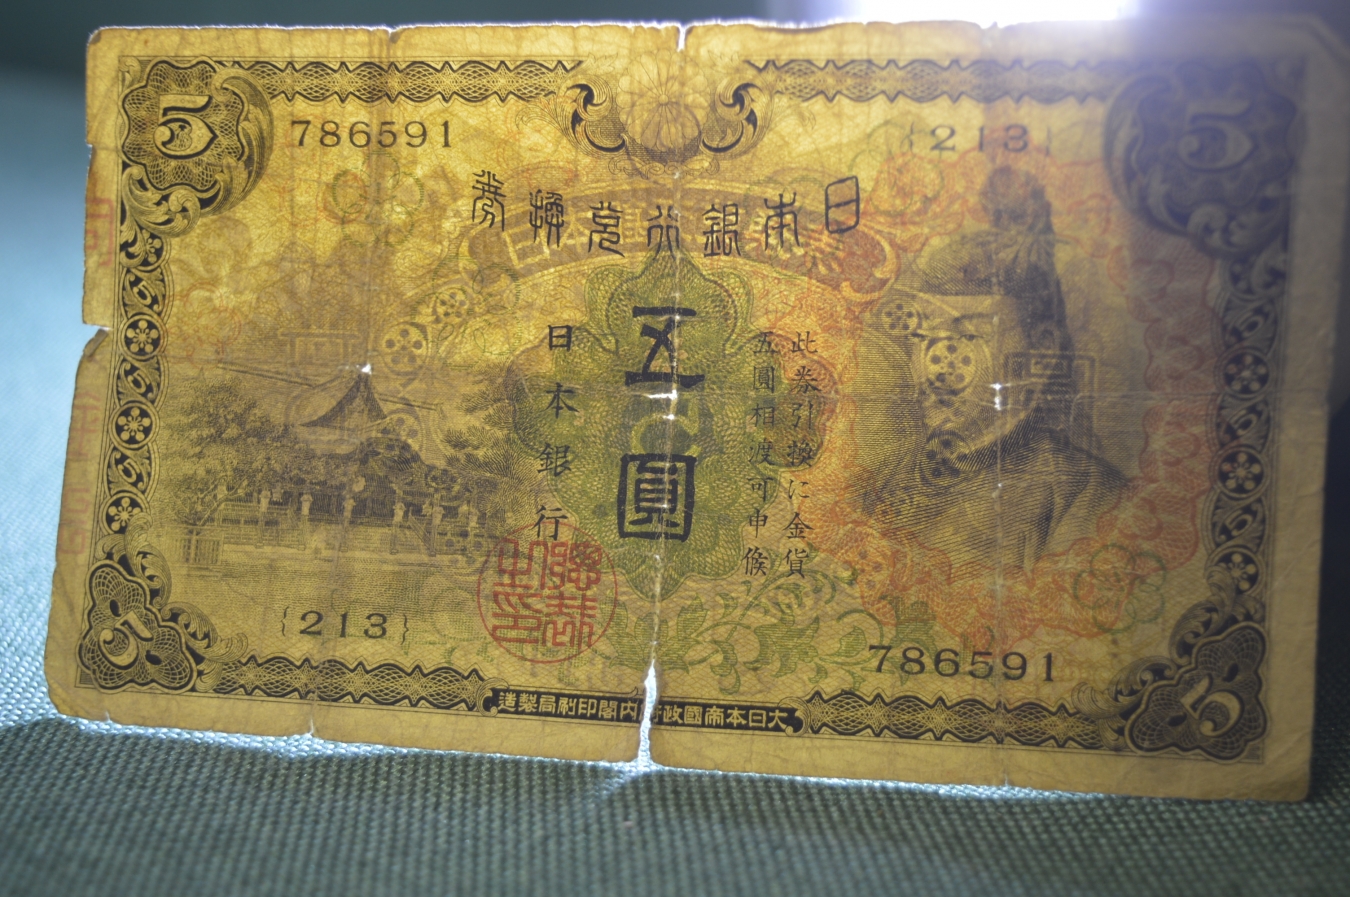 5
786591
{213}
5
日本銀行兌換券
此券引換に金貨
五圓相渡可申候
五圓
日本銀行
{213}
786591
5
大日本帝國政府内閣印刷局製造
5